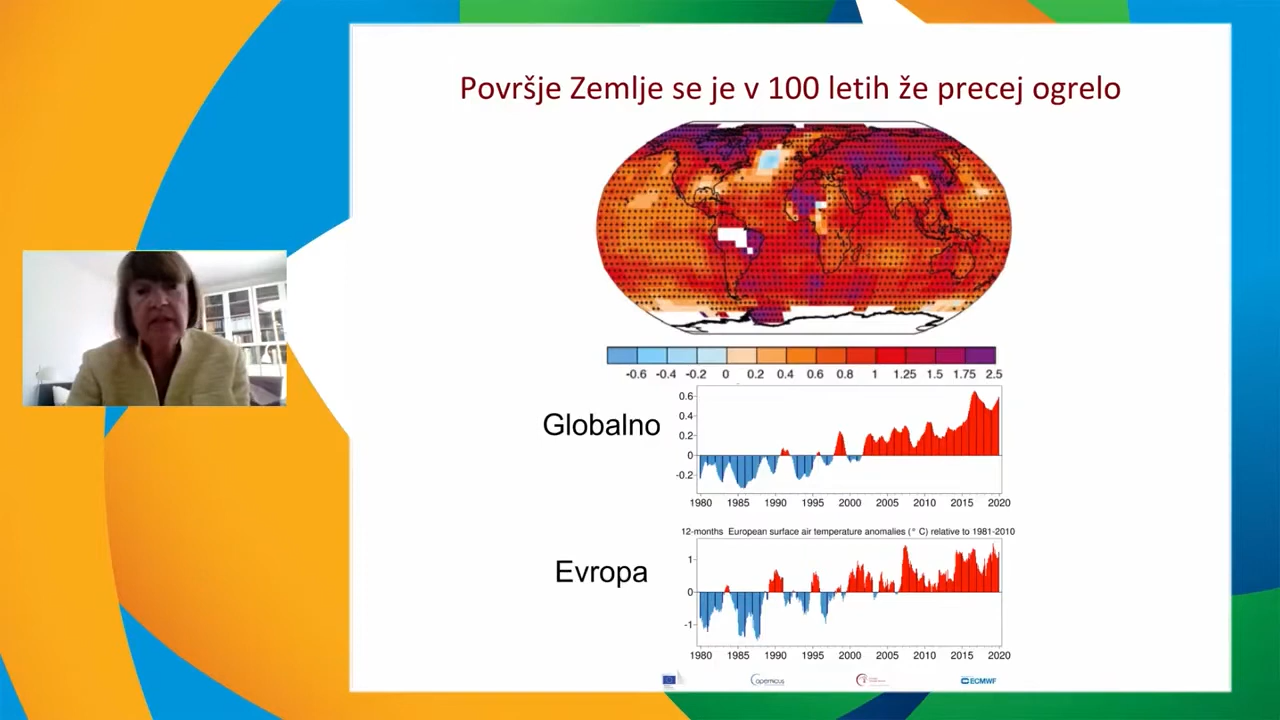 Površje Zemlje se je v 100 letih že precej ogrelo
-0.6 -0.4 -0.2 0 0.2 0.4 0.6 0.8 1 1.25 1.5 1.75 2.5
Globalno
0.6
0.4
0.2
0
-0.2
1980 1985 1990 1995 2000 2005 2010 2015 2020
12-months European surface air temperature anomalies (° C) relative to 1981-2010
Evropa
1
0
-1
1980 1985 1990 1995 2000 2005 2010 2015 2020
opernicus
ECMWF